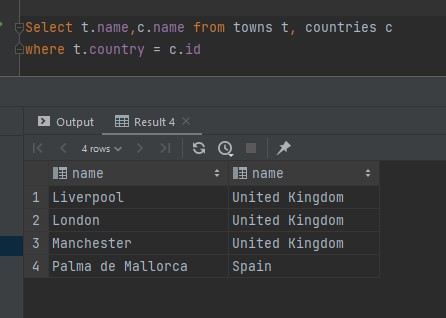 Select t.name,c.name from towns t, countries c
where t.country = c.id
Output Result 4
4 rows
name name
1 Liverpool United Kingdom
2 London United Kingdom
3 Manchester United Kingdom
4 Palma de Mallorca Spain